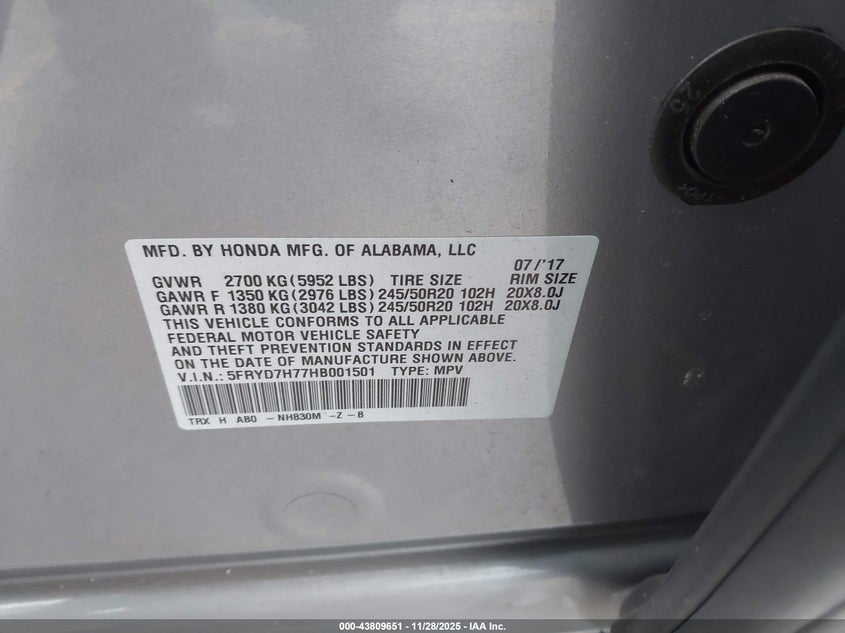 MFD. BY HONDA MFG. OF ALABAMA, LLC
07 /'17
GVWR 2700 KG(5952 LBS) TIRE SIZE RIM SIZE
GAWR F 1350 KG(2976 LBS)245/50R20 102H 20X8.0J
GAWR R 1380 KG(3042 LBS)245/50R20 102H 20X8.0J
THIS VEHICLE CONFORMS TO ALL APPLICABLE
FEDERAL MOTOR VEHICLE SAFETY
AND THEFT PREVENTION STANDARDS IN EFFECT
ON THE DATE OF MANUFACTURE SHOWN ABOVE.
V.I.N.: 5FRYD7H77HB001501 TYPE: MPV
TRX H AB0 -NH830M -Z-B
25
000-43809651 | 11/28/2025 - IAA Inc.